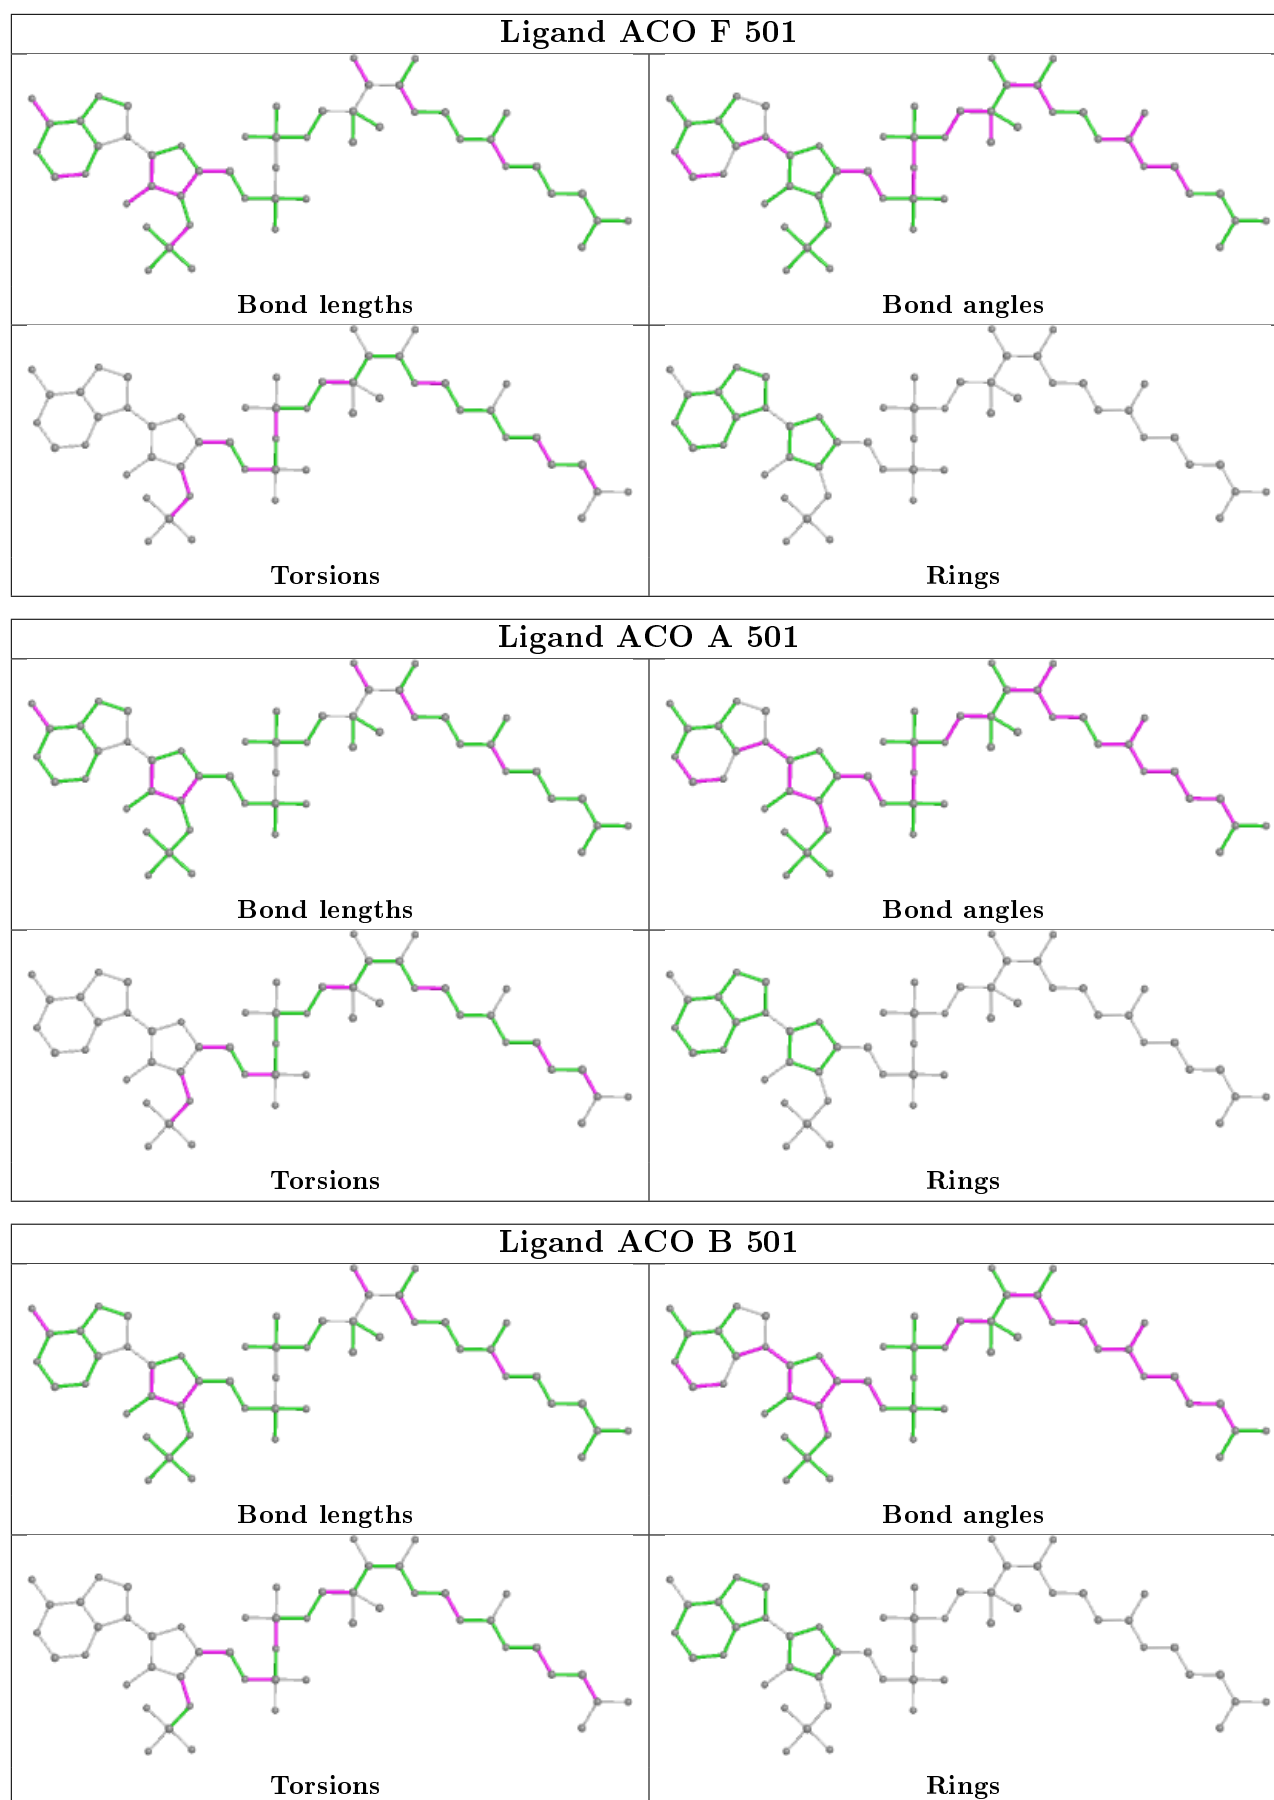 Ligand ACO F 501
Bond lengths
Bond angles
Torsions
Rings
Ligand ACO A 501
Bond lengths
Bond angles
Torsions
Rings
Ligand ACO B 501
Bond lengths
Bond angles
Torsions
Rings